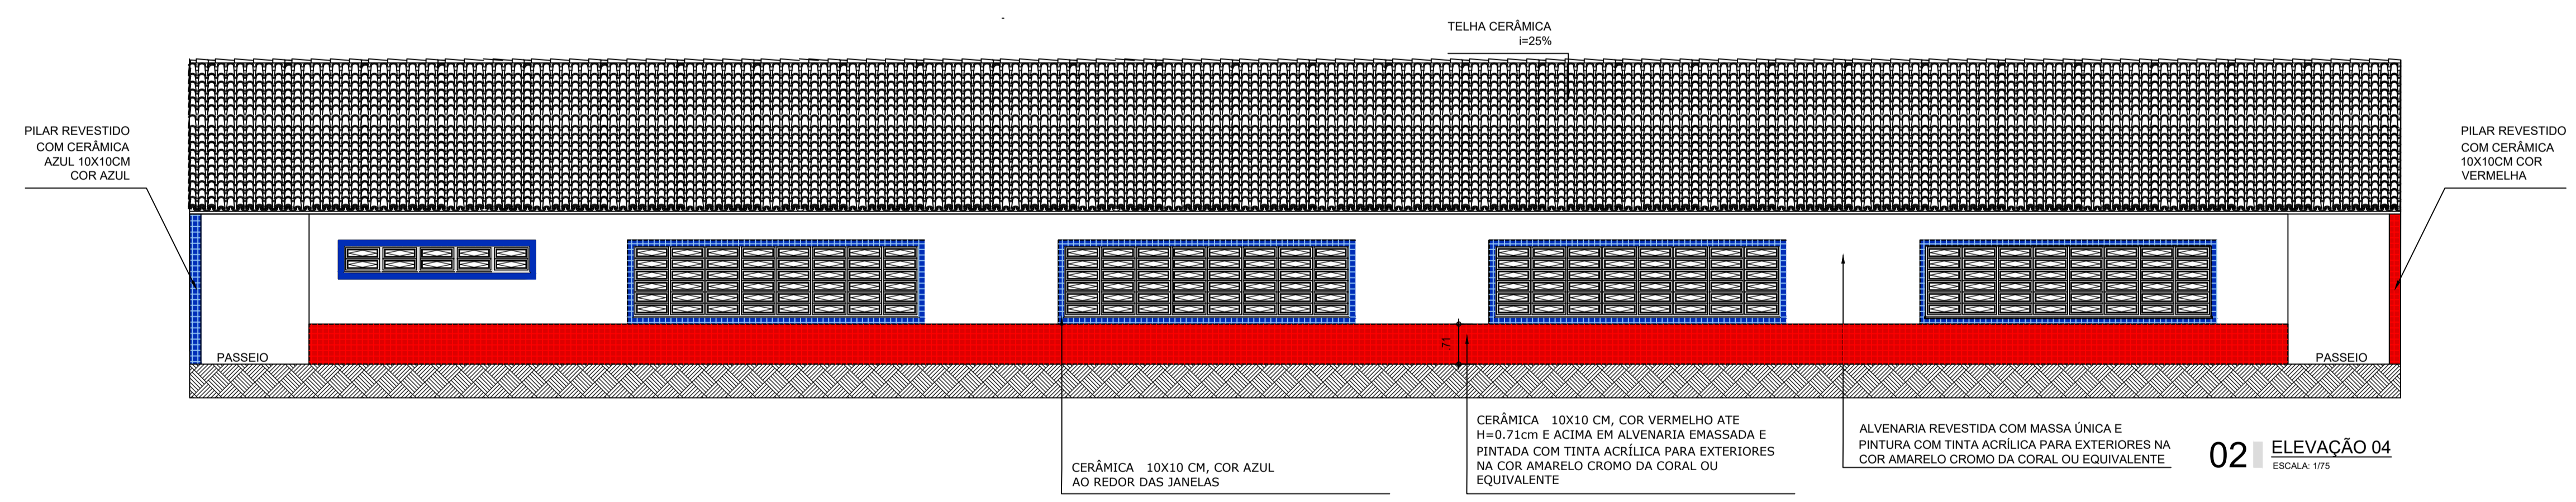 TELHA CERÂMICA
i=25%
PILAR REVESTIDO
COM CERÂMICA
AZUL 10X10CM
COR AZUL
PILAR REVESTIDO
COM CERÂMICA
10X10CM COR
VERMELHA
PASSEIO
.71
PASSEIO
CERÂMICA 10X10 CM, COR AZUL
AO REDOR DAS JANELAS
CERÂMICA 10X10 CM, COR VERMELHO ATE
H=0.71cm E ACIMA EM ALVENARIA EMASSADA E
PINTADA COM TINTA ACRÍLICA PARA EXTERIORES
NA COR AMARELO CROMO DA CORAL OU
EQUIVALENTE
ALVENARIA REVESTIDA COM MASSA ÚNICA E
PINTURA COM TINTA ACRÍLICA PARA EXTERIORES NA
COR AMARELO CROMO DA CORAL OU EQUIVALENTE
02 ELEVAÇÃO 04
ESCALA: 1/75